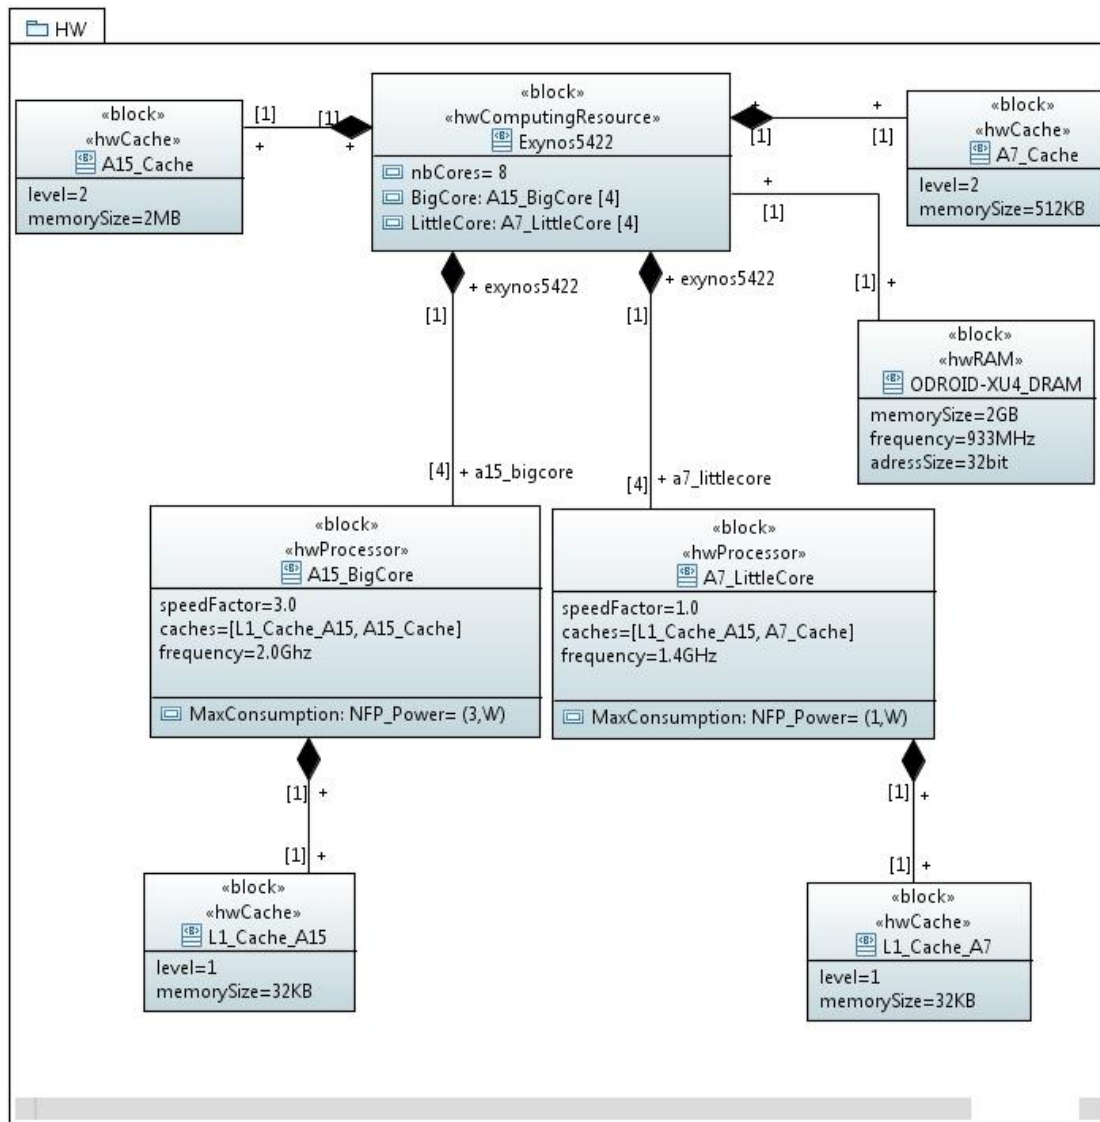 HW
«block»
«hwCache»
A15_Cache
level=2
memorySize=2MB
[1]
+
[1]
+
«block»
«hwComputingResource»
Exynos5422
nbCores= 8
BigCore: A15_BigCore [4]
LittleCore: A7_LittleCore [4]
+
[1]
+
[1]
«block»
«hwCache»
A7_Cache
level=2
memorySize=512KB
+
[1]
[1] +
«block»
«hwRAM»
ODROID-XU4_DRAM
memorySize=2GB
frequency=933MHz
adressSize=32bit
+ exynos5422
[1]
+ exynos5422
[1]
[4] + a15_bigcore
[4] + a7_littlecore
«block»
«hwProcessor»
A15_BigCore
speedFactor=3.0
caches=[L1_Cache_A15, A15_Cache]
frequency=2.0Ghz
MaxConsumption: NFP_Power= (3,W)
«block»
«hwProcessor»
A7_LittleCore
speedFactor=1.0
caches=[L1_Cache_A15, A7_Cache]
frequency=1.4GHz
MaxConsumption: NFP_Power= (1,W)
[1] +
[1] +
[1] +
[1] +
«block»
«hwCache»
L1_Cache_A15
level=1
memorySize=32KB
«block»
«hwCache»
L1_Cache_A7
level=1
memorySize=32KB